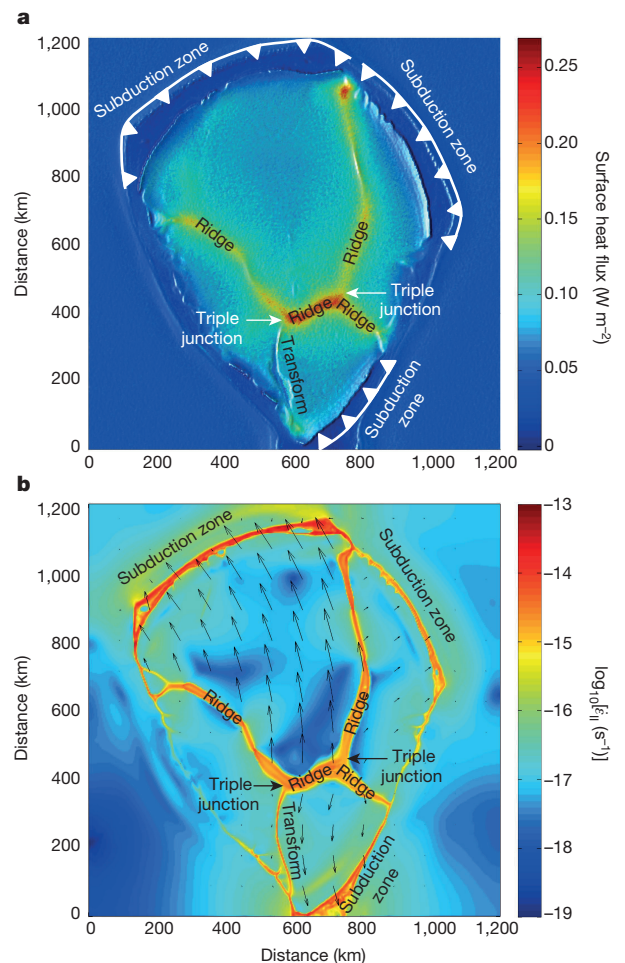 a
1,200
1,000
800
600
400
200
0
Distance (km)
0 200 400 600 800 1,000 1,200
Subduction zone
Subduction zone
Ridge
Ridge
Ridge
Ridge
Triple
junction
Triple
junction
Transform
Subduction
zone
0.25
0.20
0.15
0.10
0.05
0
Surface heat flux (W m⁻²)
b
1,200
1,000
800
600
400
200
0
Distance (km)
0 200 400 600 800 1,000 1,200
Distance (km)
Subduction zone
Subduction zone
Ridge
Ridge
Ridge
Ridge
Triple
junction
Triple
junction
Transform
Subduction
zone
−13
−14
−15
−16
−17
−18
−19
log₁₀[ε̇II (s⁻¹)]